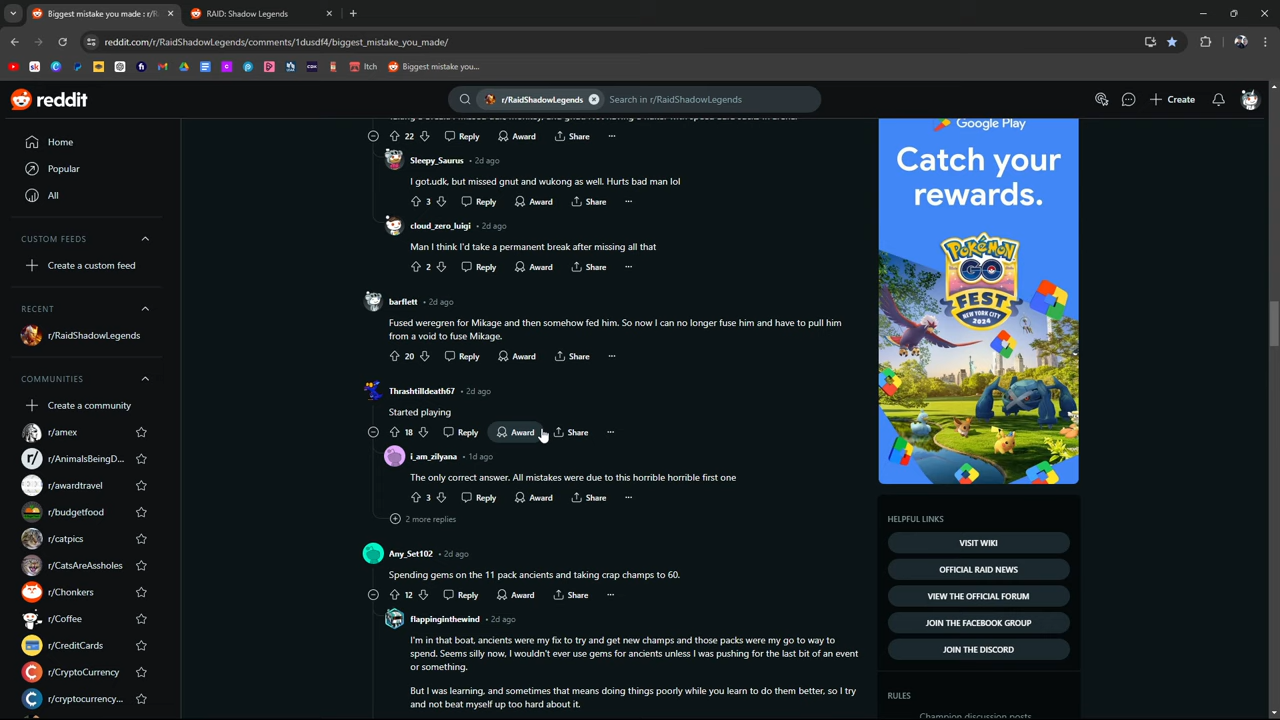 Biggest mistake you made : r/R
RAID: Shadow Legends
reddit.com/r/RaidShadowLegends/comments/1dusdf4/biggest_mistake_you_made/
Itch
Biggest mistake you...
reddit
r/RaidShadowLegends
Search in r/RaidShadowLegends
Create
Home
Popular
All
CUSTOM FEEDS
Create a custom feed
RECENT
r/RaidShadowLegends
COMMUNITIES
Create a community
r/amex
r/AnimalsBeingD...
r/awardtravel
r/budgetfood
r/catpics
r/CatsAreAssholes
r/Chonkers
r/Coffee
r/CreditCards
r/CryptoCurrency
r/cryptocurrency...
22 Reply Award Share ...
Sleepy_Saurus • 2d ago
I got.udk, but missed gnut and wukong as well. Hurts bad man lol
3 Reply Award Share ...
cloud_zero_luigi • 2d ago
Man I think I'd take a permanent break after missing all that
2 Reply Award Share ...
barflett • 2d ago
Fused weregren for Mikage and then somehow fed him. So now I can no longer fuse him and have to pull him
from a void to fuse Mikage.
20 Reply Award Share ...
Thrashtilldeath67 • 2d ago
Started playing
18 Reply Award Share ...
i_am_zilyana • 1d ago
The only correct answer. All mistakes were due to this horrible horrible first one
3 Reply Award Share ...
2 more replies
Any_Set102 • 2d ago
Spending gems on the 11 pack ancients and taking crap champs to 60.
12 Reply Award Share ...
flappinginthewind • 2d ago
I'm in that boat, ancients were my fix to try and get new champs and those packs were my go to way to
spend. Seems silly now, I wouldn't ever use gems for ancients unless I was pushing for the last bit of an event
or something.
But I was learning, and sometimes that means doing things poorly while you learn to do them better, so I try
and not beat myself up too hard about it.
Google Play
Catch your
rewards.
POKÉMON
GO
FEST
NEW YORK CITY
2024
HELPFUL LINKS
VISIT WIKI
OFFICIAL RAID NEWS
VIEW THE OFFICIAL FORUM
JOIN THE FACEBOOK GROUP
JOIN THE DISCORD
RULES
Champion discussion posts